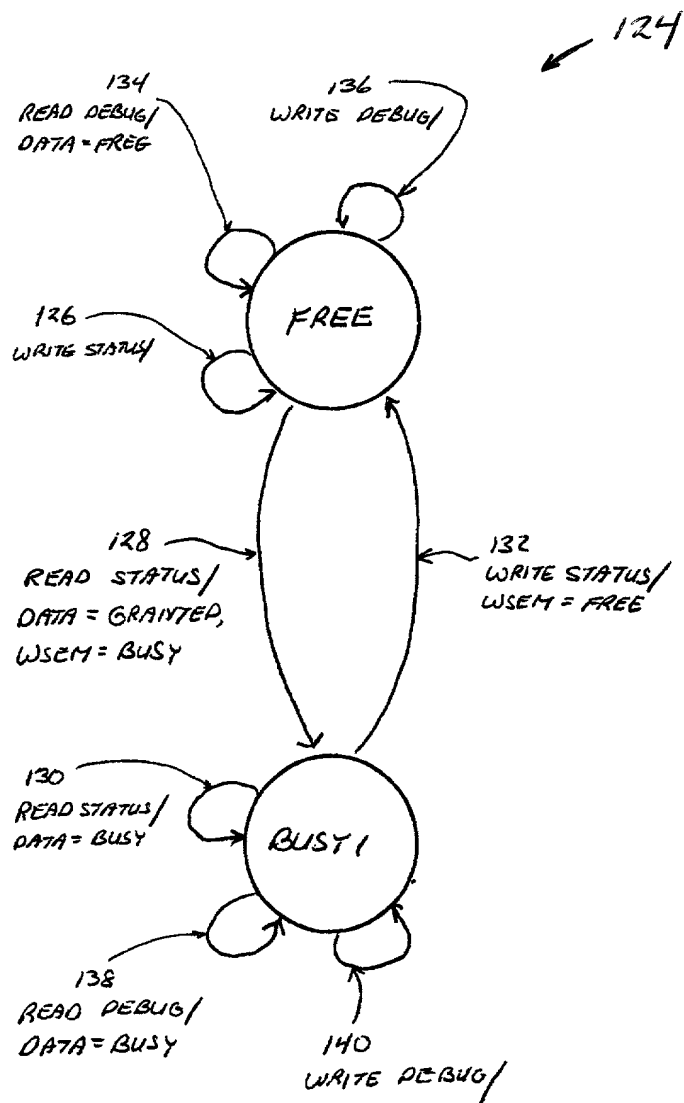 124
134
READ DEBUG/
DATA = FREE
136
WRITE DEBUG/
FREE
126
WRITE STATUS/
128
READ STATUS/
DATA = GRANTED,
WSEM = BUSY
132
WRITE STATUS/
WSEM = FREE
130
READ STATUS/
DATA = BUSY
BUSY 1
138
READ DEBUG/
DATA = BUSY
140
WRITE DEBUG/